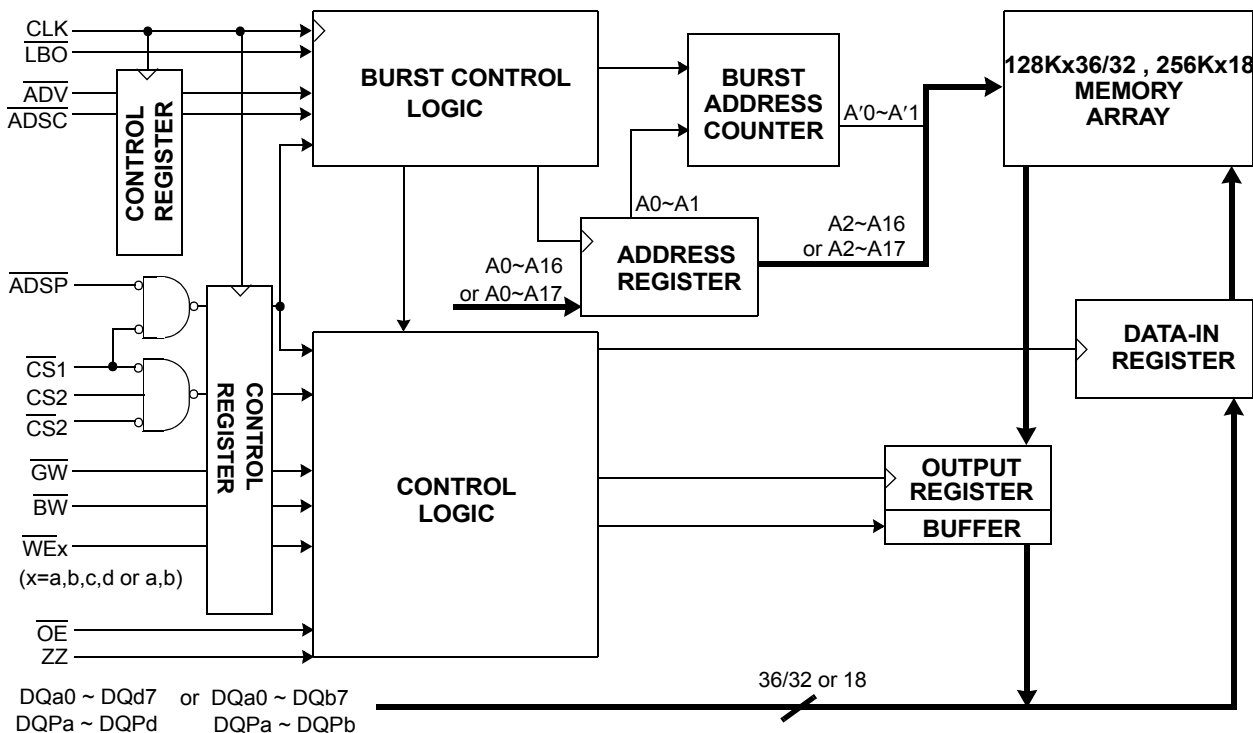 CLK
LBO
ADV
ADSC
CONTROL
REGISTER
BURST CONTROL
LOGIC
BURST
ADDRESS
COUNTER
A′0~A′1
128Kx36/32 , 256Kx18
MEMORY
ARRAY
A0~A1
ADDRESS
REGISTER
A2~A16
or A2~A17
A0~A16
or A0~A17
ADSP
CS1
CS2
CS2
GW
BW
WEx
(x=a,b,c,d or a,b)
OE
ZZ
CONTROL
REGISTER
CONTROL
LOGIC
DATA-IN
REGISTER
OUTPUT
REGISTER
BUFFER
36/32 or 18
DQa0 ~ DQd7 or DQa0 ~ DQb7
DQPa ~ DQPd DQPa ~ DQPb